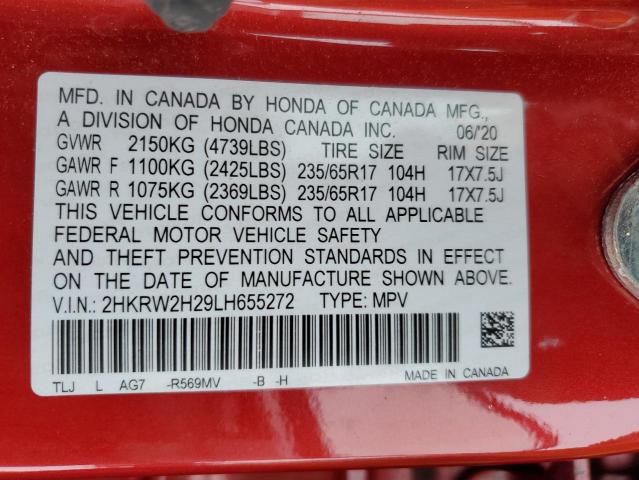 MFD. IN CANADA BY HONDA OF CANADA MFG.,
A DIVISION OF HONDA CANADA INC. 06/'20
GVWR 2150KG (4739LBS) TIRE SIZE RIM SIZE
GAWR F 1100KG (2425LBS) 235/65R17 104H 17X7.5J
GAWR R 1075KG (2369LBS) 235/65R17 104H 17X7.5J
THIS VEHICLE CONFORMS TO ALL APPLICABLE
FEDERAL MOTOR VEHICLE SAFETY
AND THEFT PREVENTION STANDARDS IN EFFECT
ON THE DATE OF MANUFACTURE SHOWN ABOVE.
V.I.N.: 2HKRW2H29LH655272 TYPE: MPV
TLJ L AG7 -R569MV -B -H MADE IN CANADA